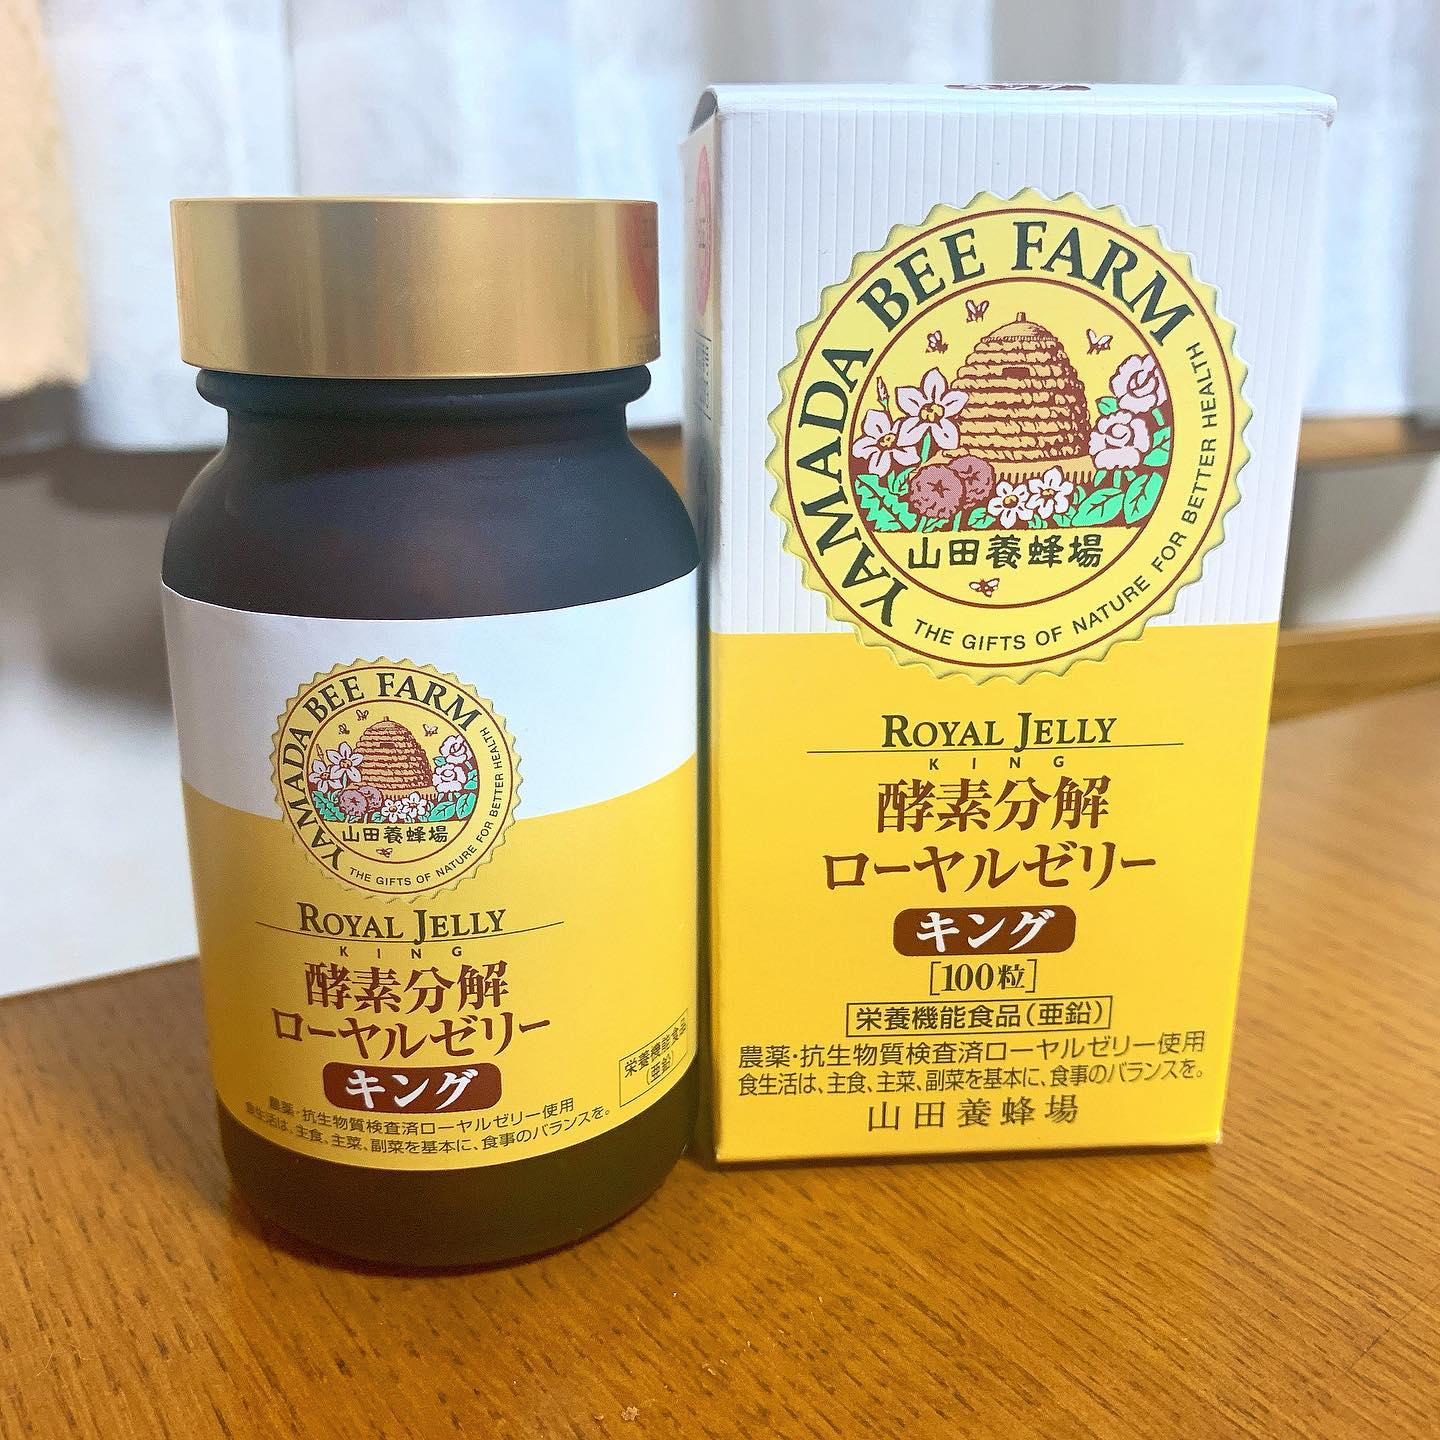 YAMADA BEE FARM
山田養蜂場
THE GIFTS OF NATURE FOR BETTER HEALTH
ROYAL JELLY
KING
酵素分解
ローヤルゼリー
キング
栄養機能食品
(亜鉛)
農薬・抗生物質検査済ローヤルゼリー使用
食生活は、主食、主菜、副菜を基本に、食事のバランスを。
YAMADA BEE FARM
山田養蜂場
THE GIFTS OF NATURE FOR BETTER HEALTH
ROYAL JELLY
KING
酵素分解
ローヤルゼリー
キング
[100粒]
栄養機能食品(亜鉛)
農薬・抗生物質検査済ローヤルゼリー使用
食生活は、主食、主菜、副菜を基本に、食事のバランスを。
山田養蜂場